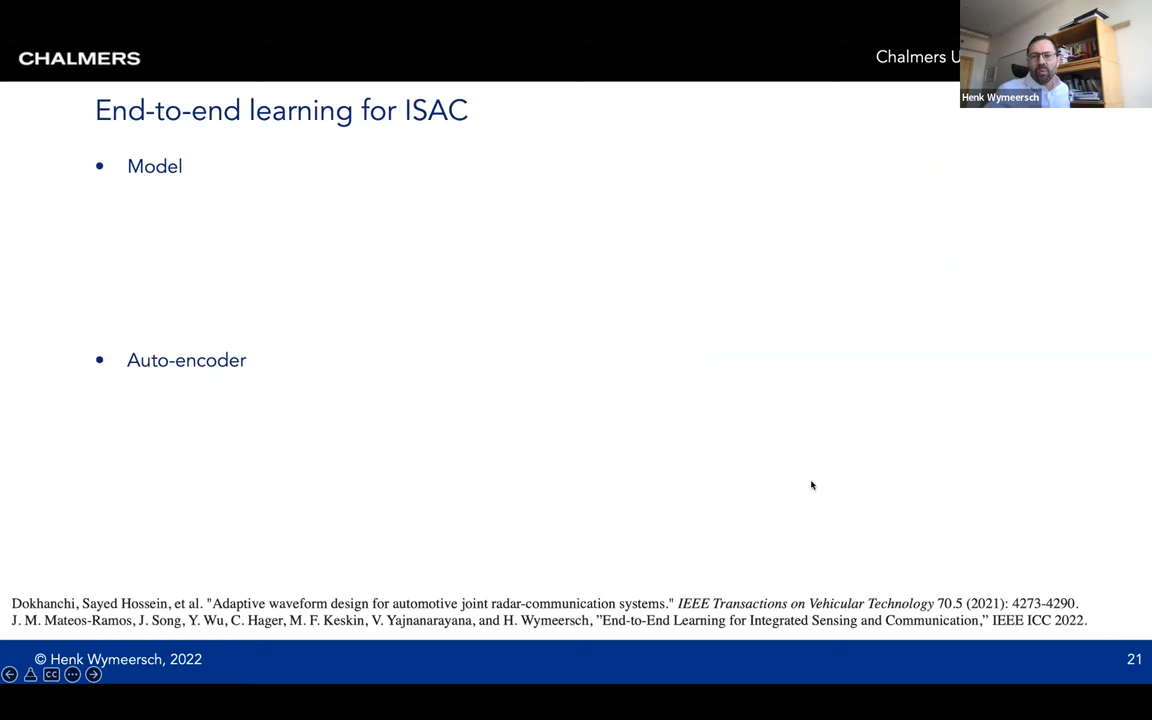 CHALMERS
Chalmers U
Henk Wymeersch
End-to-end learning for ISAC
• Model
• Auto-encoder
Dokhanchi, Sayed Hossein, et al. "Adaptive waveform design for automotive joint radar-communication systems." IEEE Transactions on Vehicular Technology 70.5 (2021): 4273-4290.
J. M. Mateos-Ramos, J. Song, Y. Wu, C. Hager, M. F. Keskin, V. Yajnanarayana, and H. Wymeersch, ”End-to-End Learning for Integrated Sensing and Communication,” IEEE ICC 2022.
© Henk Wymeersch, 2022
21
CC